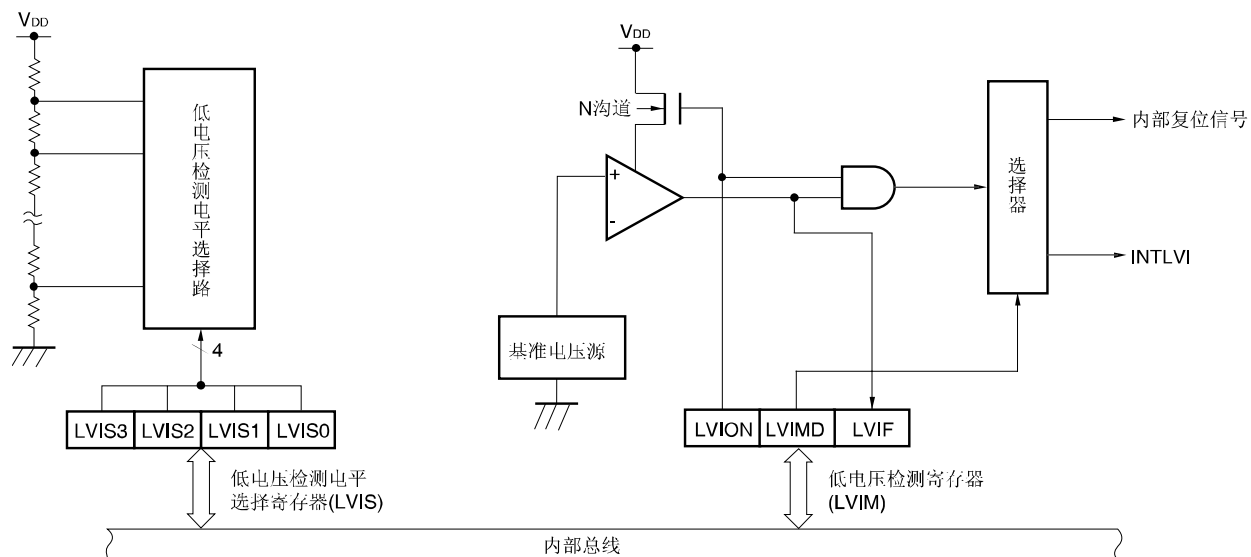 VDD
低电压检测电平选择路
4
LVIS3 LVIS2 LVIS1 LVIS0
低电压检测电平
选择寄存器(LVIS)
VDD
N沟道
+
-
基准电压源
选择器
内部复位信号
INTLVI
LVION LVIMD LVIF
低电压检测寄存器
(LVIM)
内部总线